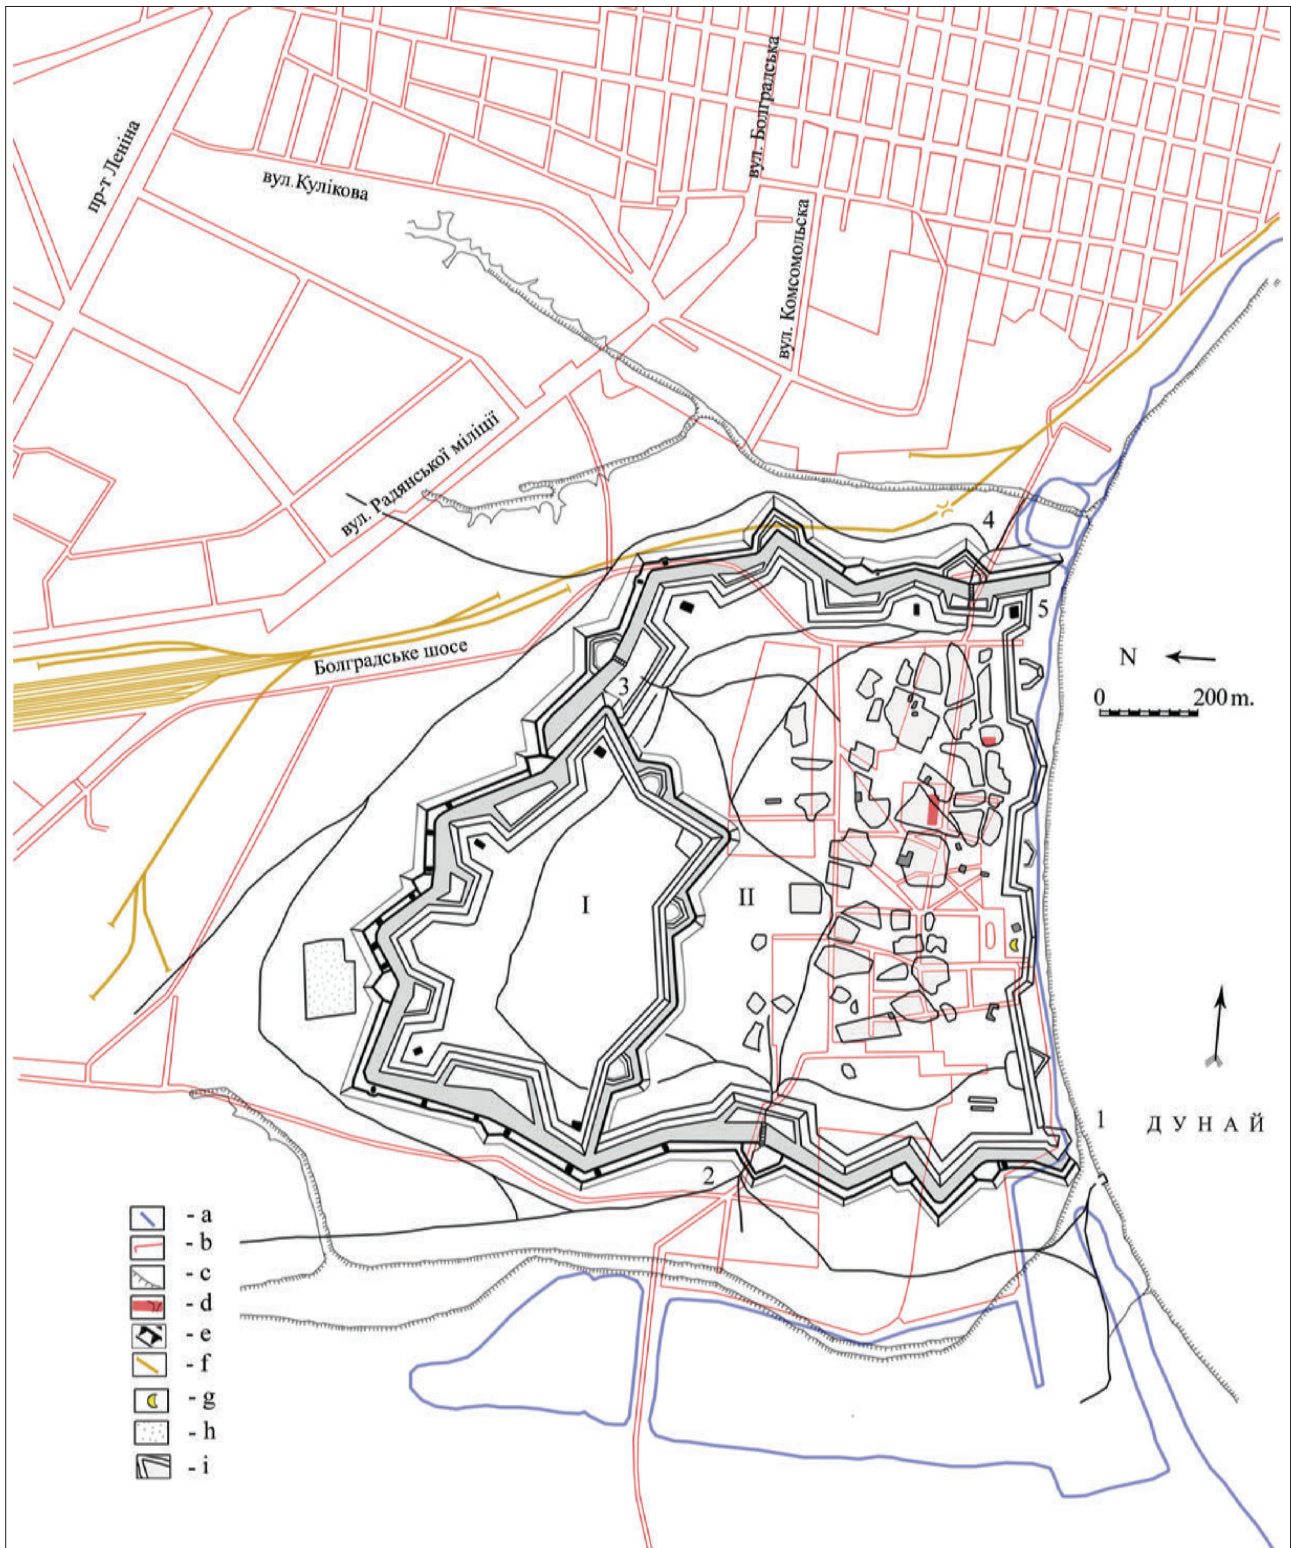 вул. Болградська
пр-т Леніна
вул.Кулікова
вул. Комсомольска
вул. Радянської міліції
4
5
Болградське шосе
N
3
0 200 m.
I
II
1
ДУНАЙ
2
- a
- b
- c
- d
- e
- f
- g
- h
- i